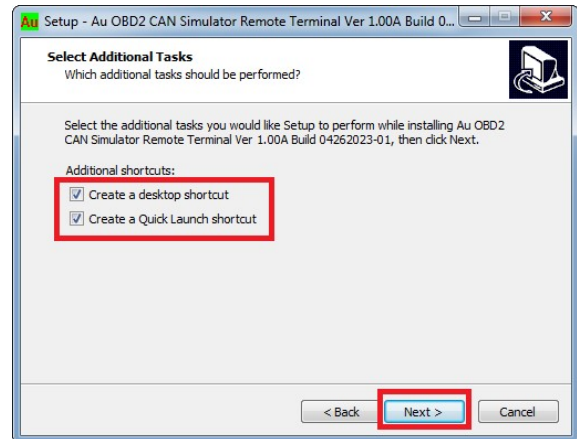 Au Setup - Au OBD2 CAN Simulator Remote Terminal Ver 1.00A Build 0...
Select Additional Tasks
Which additional tasks should be performed?
Select the additional tasks you would like Setup to perform while installing Au OBD2
CAN Simulator Remote Terminal Ver 1.00A Build 04262023-01, then click Next.
Additional shortcuts:
Create a desktop shortcut
Create a Quick Launch shortcut
< Back Next > Cancel